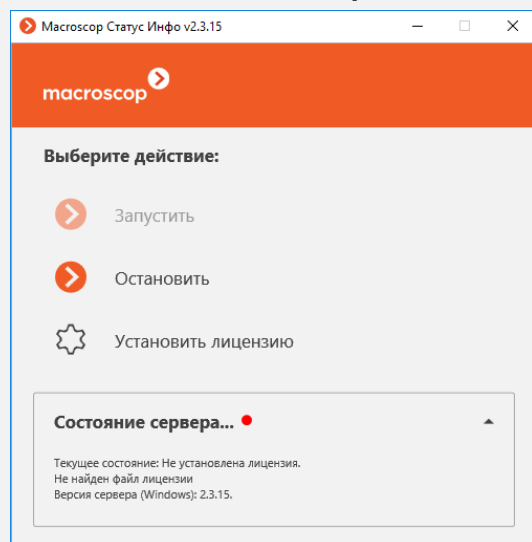 Macroscop Статус Инфо v2.3.15
macroscop
Выберите действие:
Запустить
Остановить
Установить лицензию
Состояние сервера...
Текущее состояние: Не установлена лицензия.
Не найден файл лицензии
Версия сервера (Windows): 2.3.15.